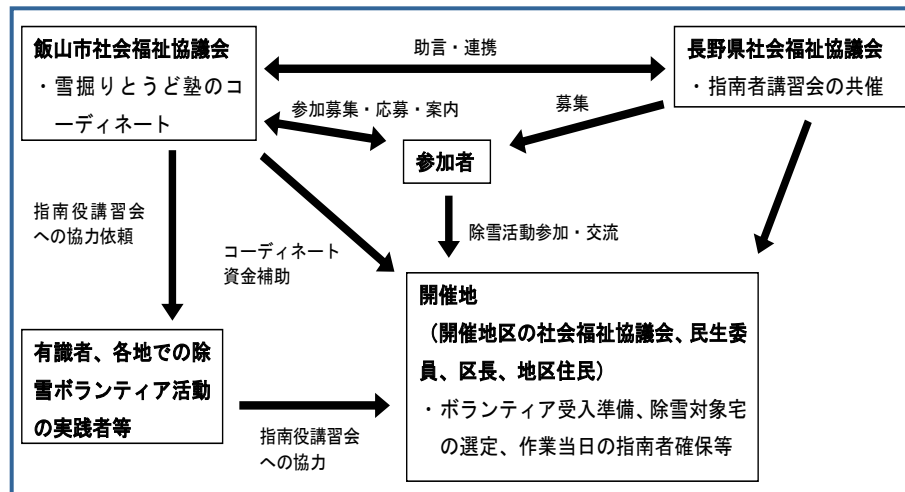 飯山市社会福祉協議会
・雪掘りとうど塾のコ
ーディネート
助言・連携
長野県社会福祉協議会
・指南者講習会の共催
参加募集・応募・案内
募集
参加者
指南役講習会
への協力依頼
コーディネート
資金補助
除雪活動参加・交流
開催地
（開催地区の社会福祉協議会、民生委
員、区長、地区住民）
・ボランティア受入準備、除雪対象宅
の選定、作業当日の指南者確保等
有識者、各地での除
雪ボランティア活動
の実践者等
指南役講習会
への協力